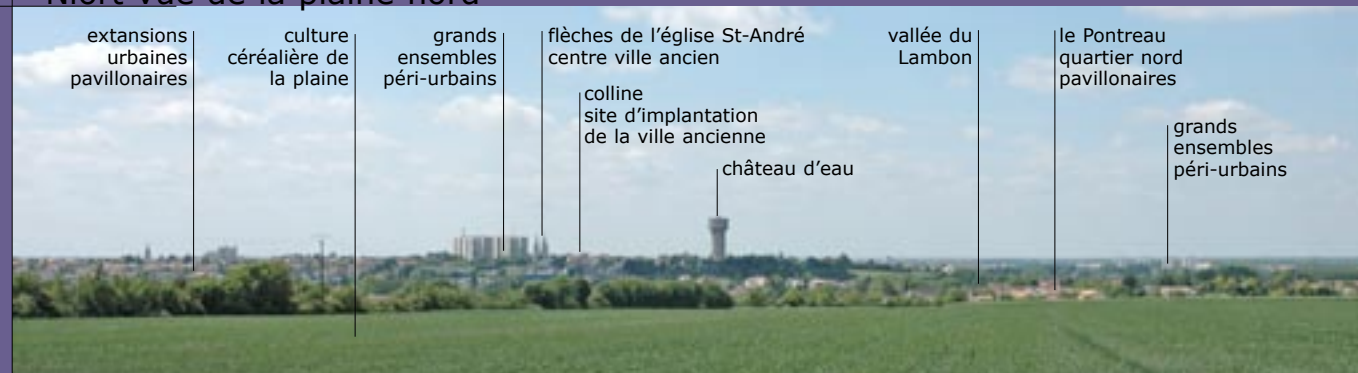 Niort vue de la plaine nord
extansions
urbaines
pavillonaires
culture
céréalière de
la plaine
grands
ensembles
péri-urbains
flèches de l'église St-André
centre ville ancien
colline
site d'implantation
de la ville ancienne
château d'eau
vallée du
Lambon
le Pontreau
quartier nord
pavillonaires
grands
ensembles
péri-urbains